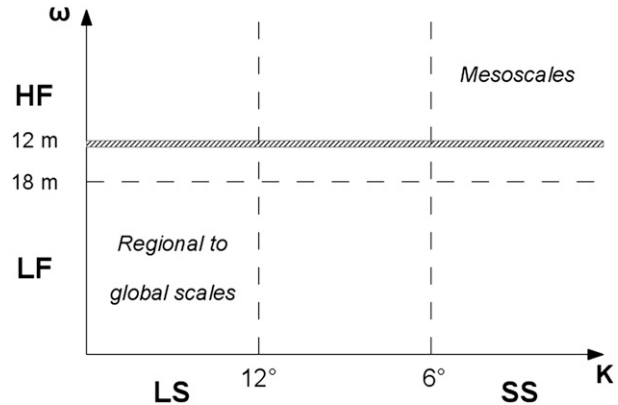 ω
HF
Mesoscales
12 m
18 m
LF
Regional to
global scales
LS
12°
6°
SS
K